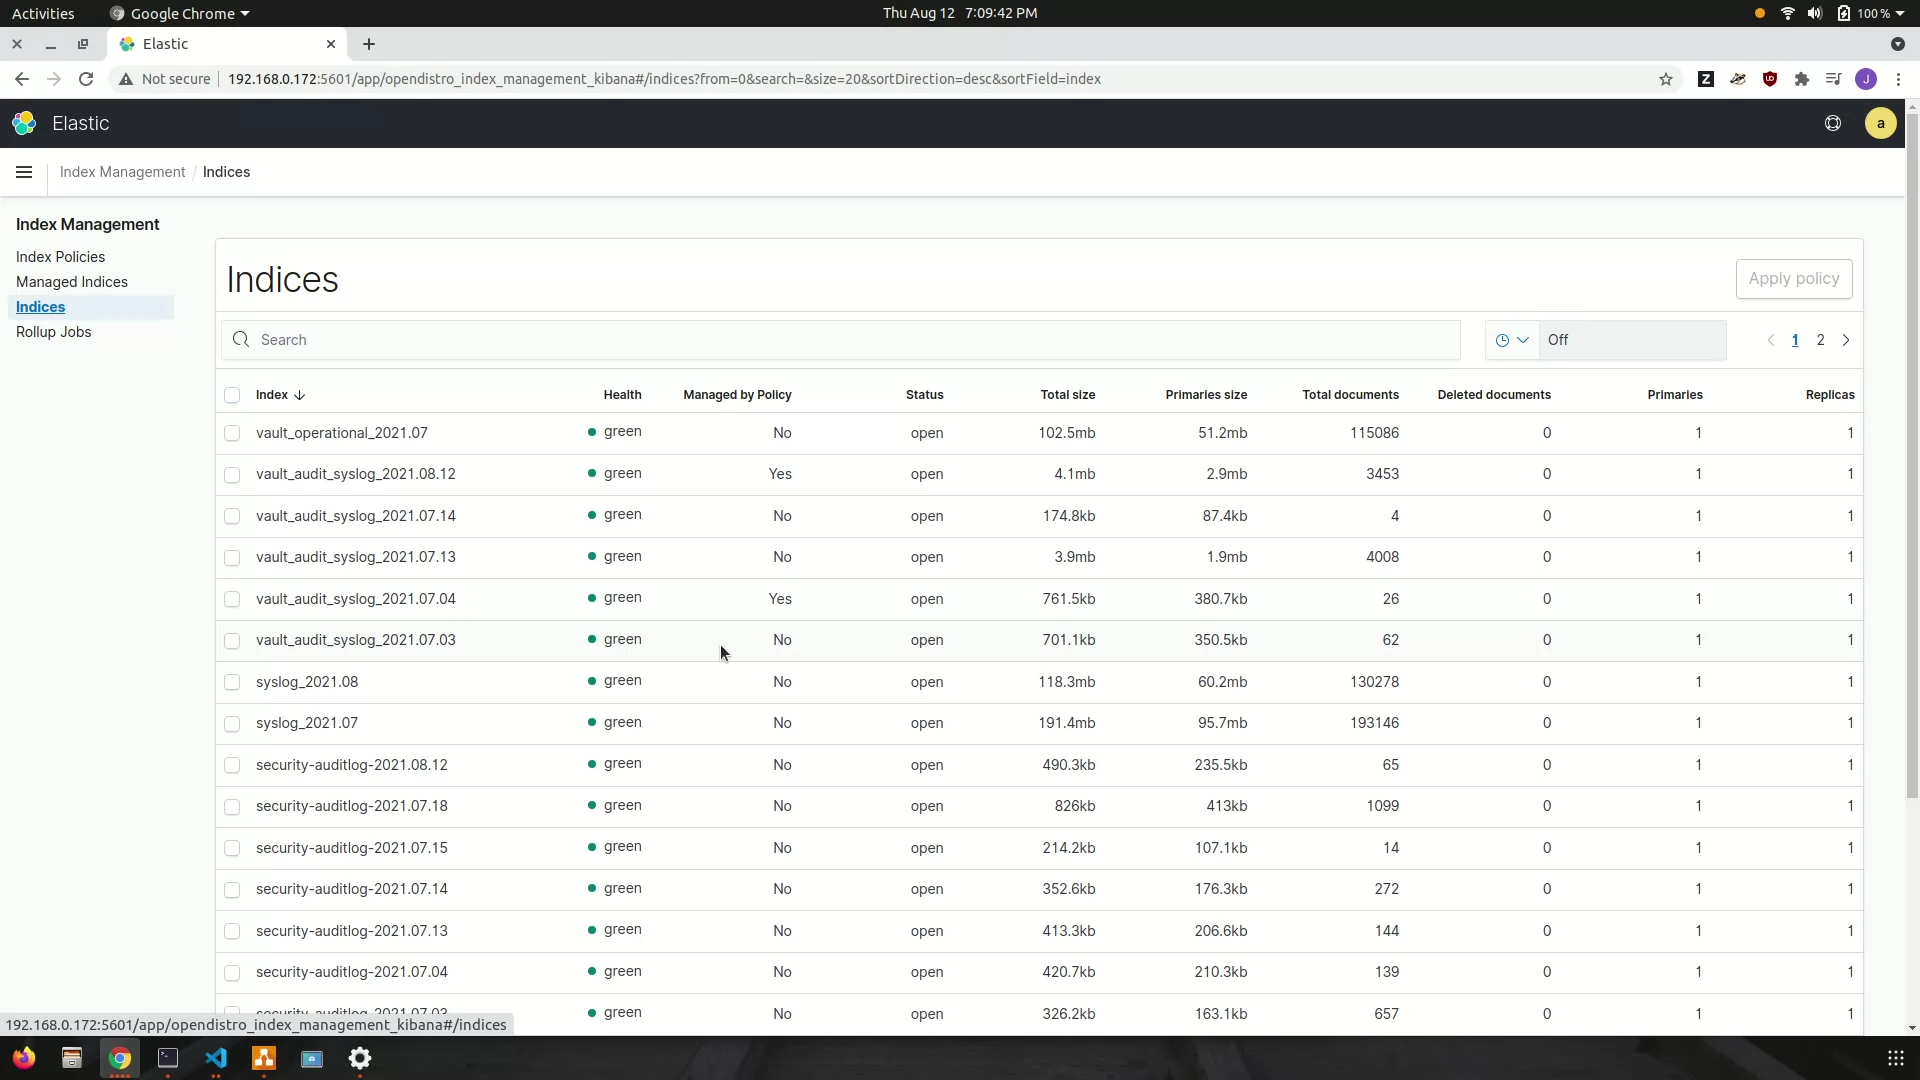 Activities Google Chrome Thu Aug 12 7:09:42 PM 100 %
Elastic
Not secure 192.168.0.172:5601/app/opendistro_index_management_kibana#/indices?from=0&search=&size=20&sortDirection=desc&sortField=index Z J
Elastic a
Index Management / Indices
Index Management
Index Policies
Managed Indices
Indices
Rollup Jobs
Indices Apply policy
Search Off 1 2
Index Health Managed by Policy Status Total size Primaries size Total documents Deleted documents Primaries Replicas
vault_operational_2021.07 green No open 102.5mb 51.2mb 115086 0 1 1
vault_audit_syslog_2021.08.12 green Yes open 4.1mb 2.9mb 3453 0 1 1
vault_audit_syslog_2021.07.14 green No open 174.8kb 87.4kb 4 0 1 1
vault_audit_syslog_2021.07.13 green No open 3.9mb 1.9mb 4008 0 1 1
vault_audit_syslog_2021.07.04 green Yes open 761.5kb 380.7kb 26 0 1 1
vault_audit_syslog_2021.07.03 green No open 701.1kb 350.5kb 62 0 1 1
syslog_2021.08 green No open 118.3mb 60.2mb 130278 0 1 1
syslog_2021.07 green No open 191.4mb 95.7mb 193146 0 1 1
security-auditlog-2021.08.12 green No open 490.3kb 235.5kb 65 0 1 1
security-auditlog-2021.07.18 green No open 826kb 413kb 1099 0 1 1
security-auditlog-2021.07.15 green No open 214.2kb 107.1kb 14 0 1 1
security-auditlog-2021.07.14 green No open 352.6kb 176.3kb 272 0 1 1
security-auditlog-2021.07.13 green No open 413.3kb 206.6kb 144 0 1 1
security-auditlog-2021.07.04 green No open 420.7kb 210.3kb 139 0 1 1
security-auditlog-2021.07.03 green No open 326.2kb 163.1kb 657 0 1 1
192.168.0.172:5601/app/opendistro_index_management_kibana#/indices